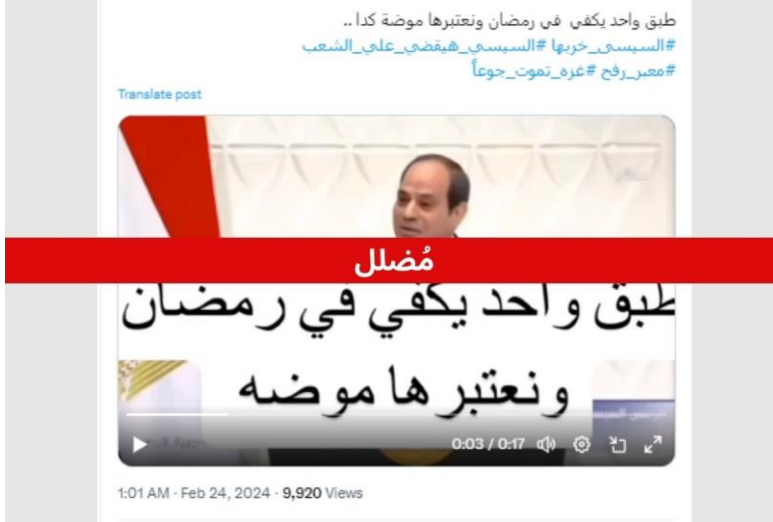 طبق واحد يكفي في رمضان ونعتبرها موضة كدا ..
#السيسي_خربها #السيسي_هيقضي_علي_الشعب
#معبر_رفح #غزه_تموت_جوعاً
Translate post
مُضلل
طبق واحد يكفي في رمضان
ونعتبرها موضه
0:03 / 0:17
1:01 AM · Feb 24, 2024 · 9,920 Views